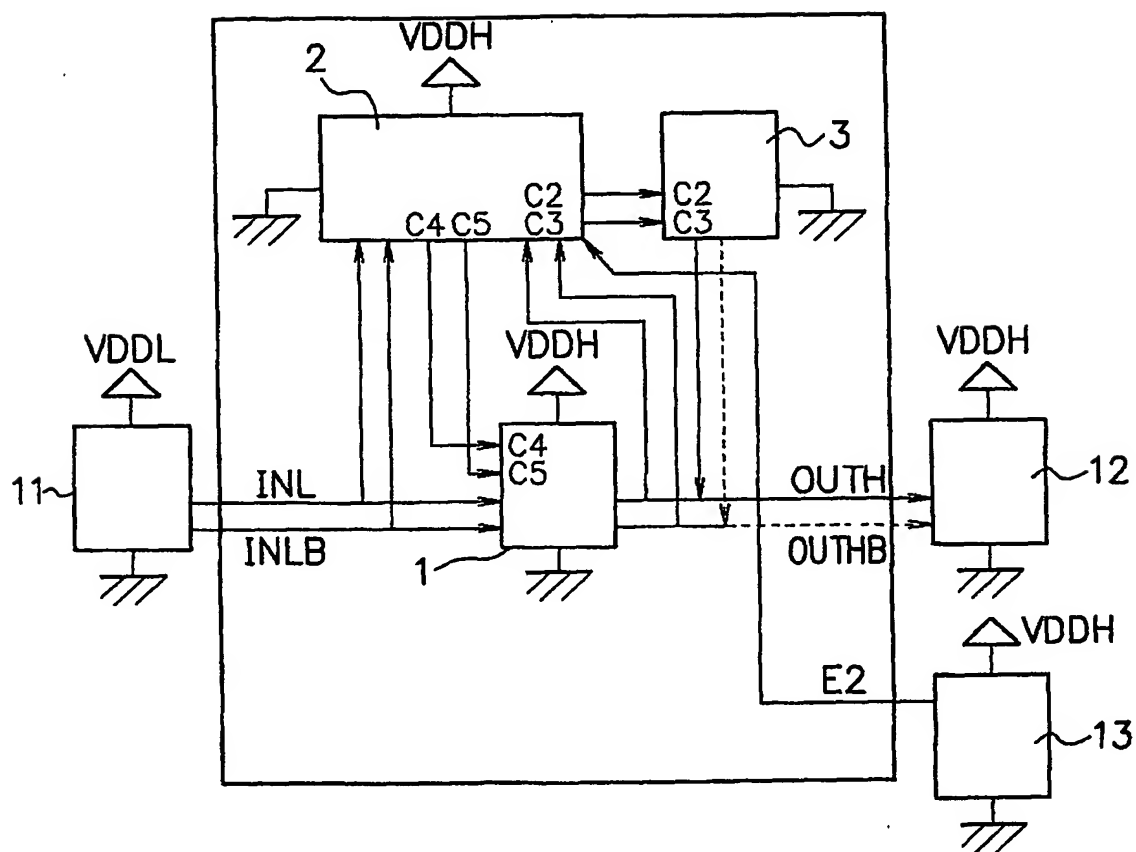 VDDH
2
3
C2
C3
C2
C3
C4 C5
VDDL
VDDH
VDDH
C4
C5
11
INL
INLB
1
OUTH
OUTHB
12
VDDH
E2
13